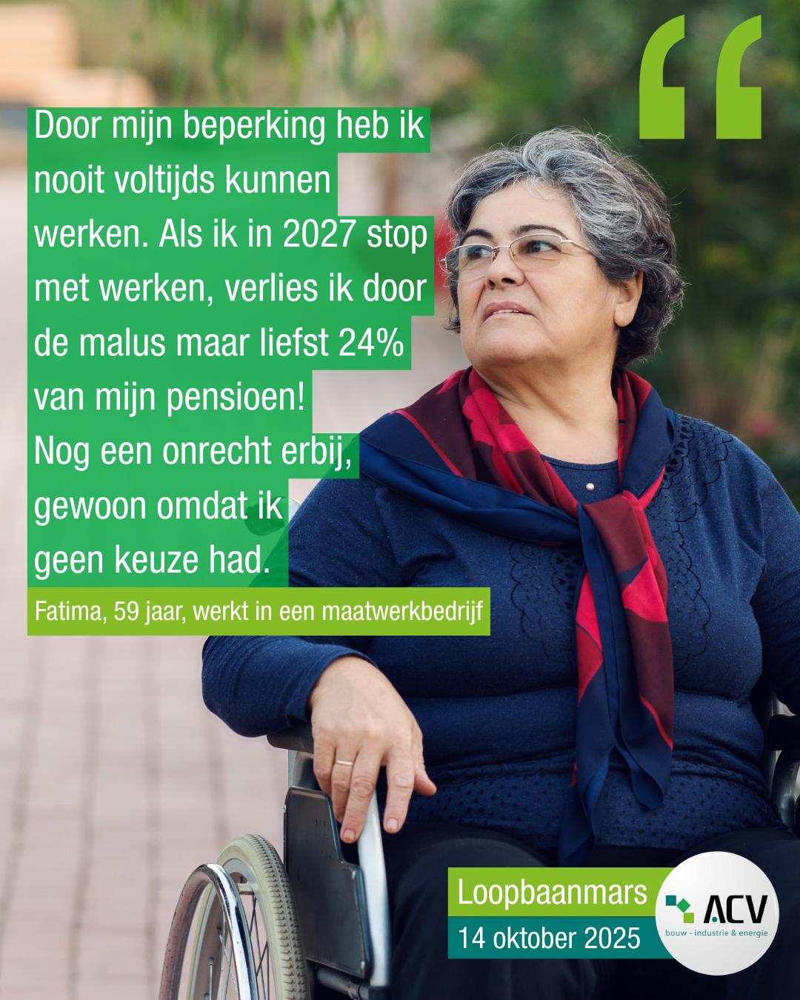 Door mijn beperking heb ik
nooit voltijds kunnen
werken. Als ik in 2027 stop
met werken, verlies ik door
de malus maar liefst 24%
van mijn pensioen!
Nog een onrecht erbij,
gewoon omdat ik
geen keuze had.
Fatima, 59 jaar, werkt in een maatwerkbedrijf
Loopbaanmars
14 oktober 2025
ACV
bouw - industrie & energie